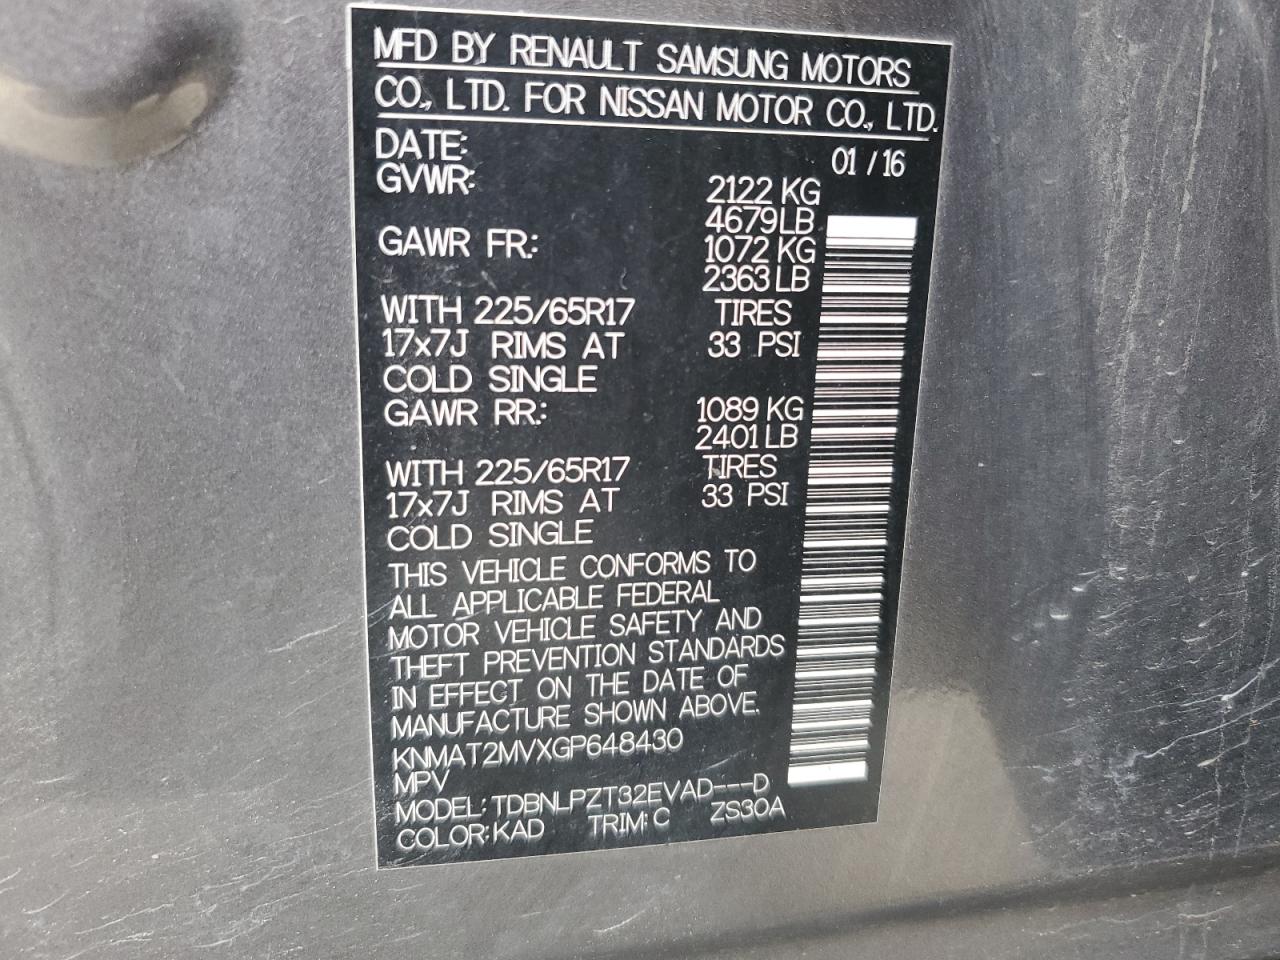 MFD BY RENAULT SAMSUNG MOTORS
CO., LTD. FOR NISSAN MOTOR CO., LTD.
DATE: 01 / 16
GVWR: 2122 KG
4679 LB
GAWR FR.: 1072 KG
2363 LB
WITH 225/65R17 TIRES
17x7J RIMS AT 33 PSI
COLD SINGLE
GAWR RR.: 1089 KG
2401 LB
WITH 225/65R17 TIRES
17x7J RIMS AT 33 PSI
COLD SINGLE
THIS VEHICLE CONFORMS TO
ALL APPLICABLE FEDERAL
MOTOR VEHICLE SAFETY AND
THEFT PREVENTION STANDARDS
IN EFFECT ON THE DATE OF
MANUFACTURE SHOWN ABOVE.
KNMAT2MVXGP648430
MPV
MODEL: TDBNLPZT32EVAD---D
COLOR: KAD TRIM: C ZS30A